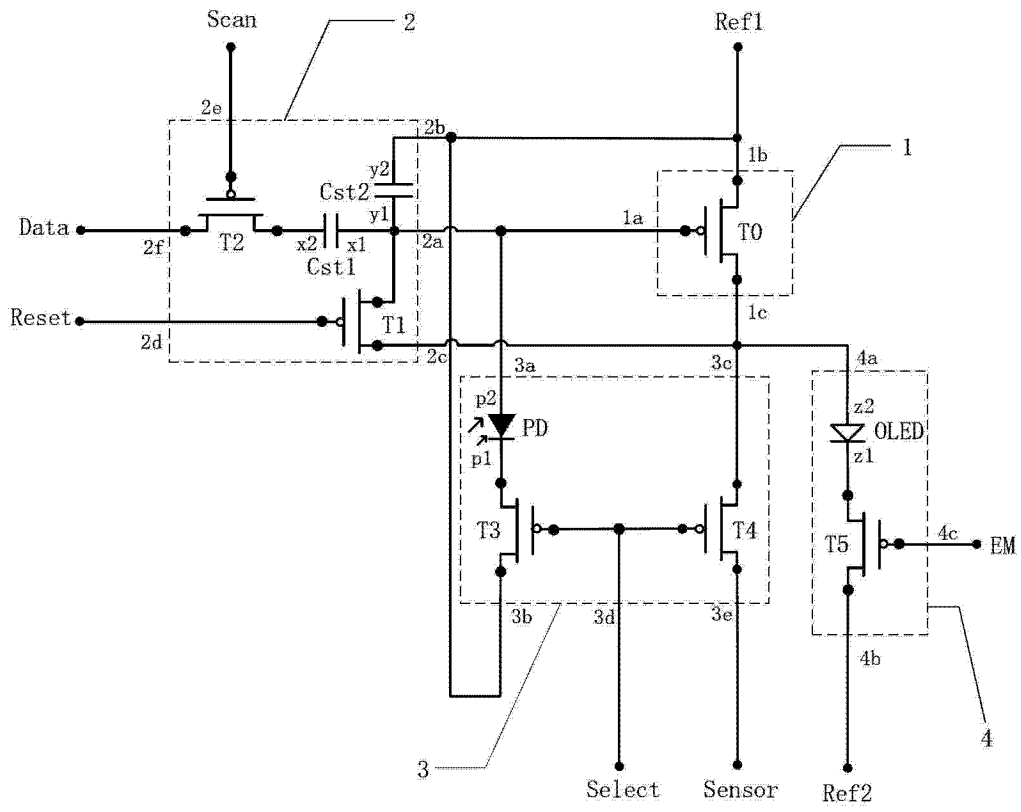 Scan
2
Ref1
2e
2b
1b
1
y2
Cst2
y1
Data
2f
T2
x2
x1
Cst1
2a
1a
T0
Reset
2d
T1
2c
1c
3a
3c
4a
p2
PD
p1
z2
OLED
z1
T3
T4
T5
4c
EM
3b
3d
3e
4b
3
4
Select
Sensor
Ref2